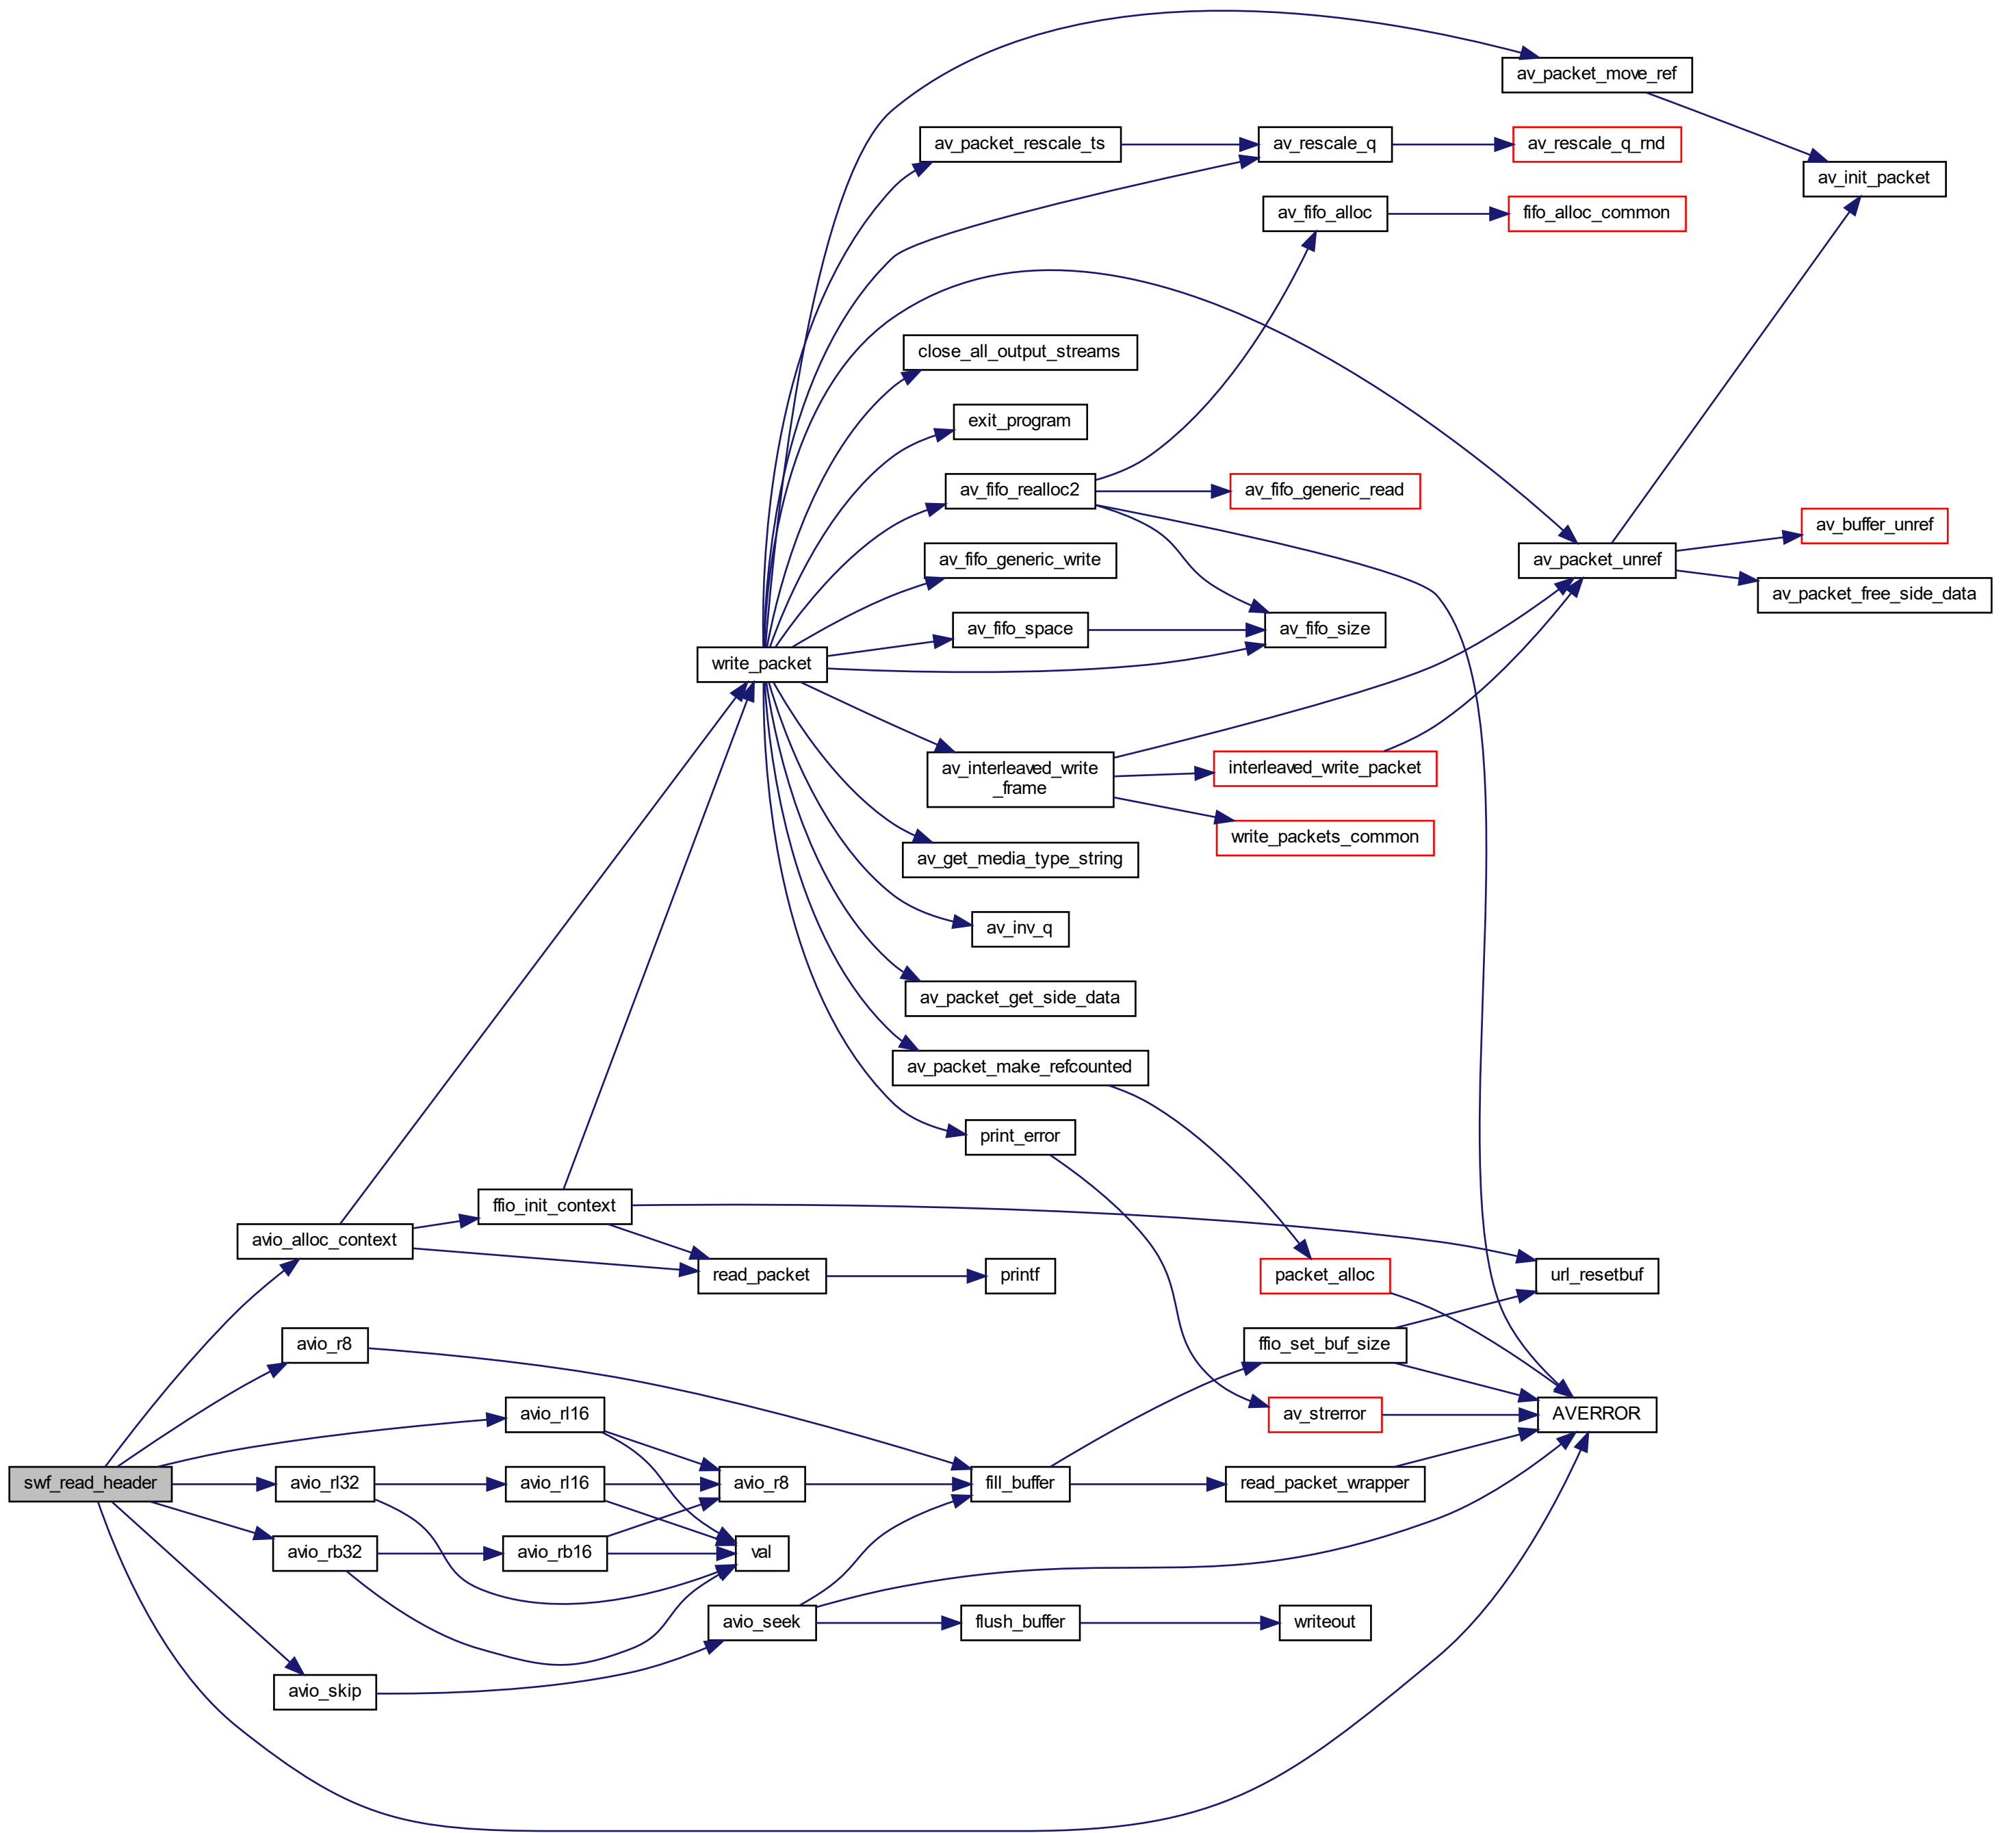 av_packet_move_ref
av_packet_rescale_ts
av_rescale_q
av_rescale_q_rnd
av_init_packet
av_fifo_alloc
fifo_alloc_common
close_all_output_streams
exit_program
av_fifo_realloc2
av_fifo_generic_read
av_buffer_unref
av_fifo_generic_write
av_packet_unref
av_packet_free_side_data
av_fifo_space
av_fifo_size
write_packet
av_interleaved_write
_frame
interleaved_write_packet
write_packets_common
av_get_media_type_string
av_inv_q
av_packet_get_side_data
av_packet_make_refcounted
print_error
ffio_init_context
avio_alloc_context
read_packet
printf
packet_alloc
url_resetbuf
avio_r8
ffio_set_buf_size
avio_rl16
av_strerror
AVERROR
swf_read_header
avio_rl32
avio_rl16
avio_r8
fill_buffer
read_packet_wrapper
avio_rb32
avio_rb16
val
avio_seek
flush_buffer
writeout
avio_skip